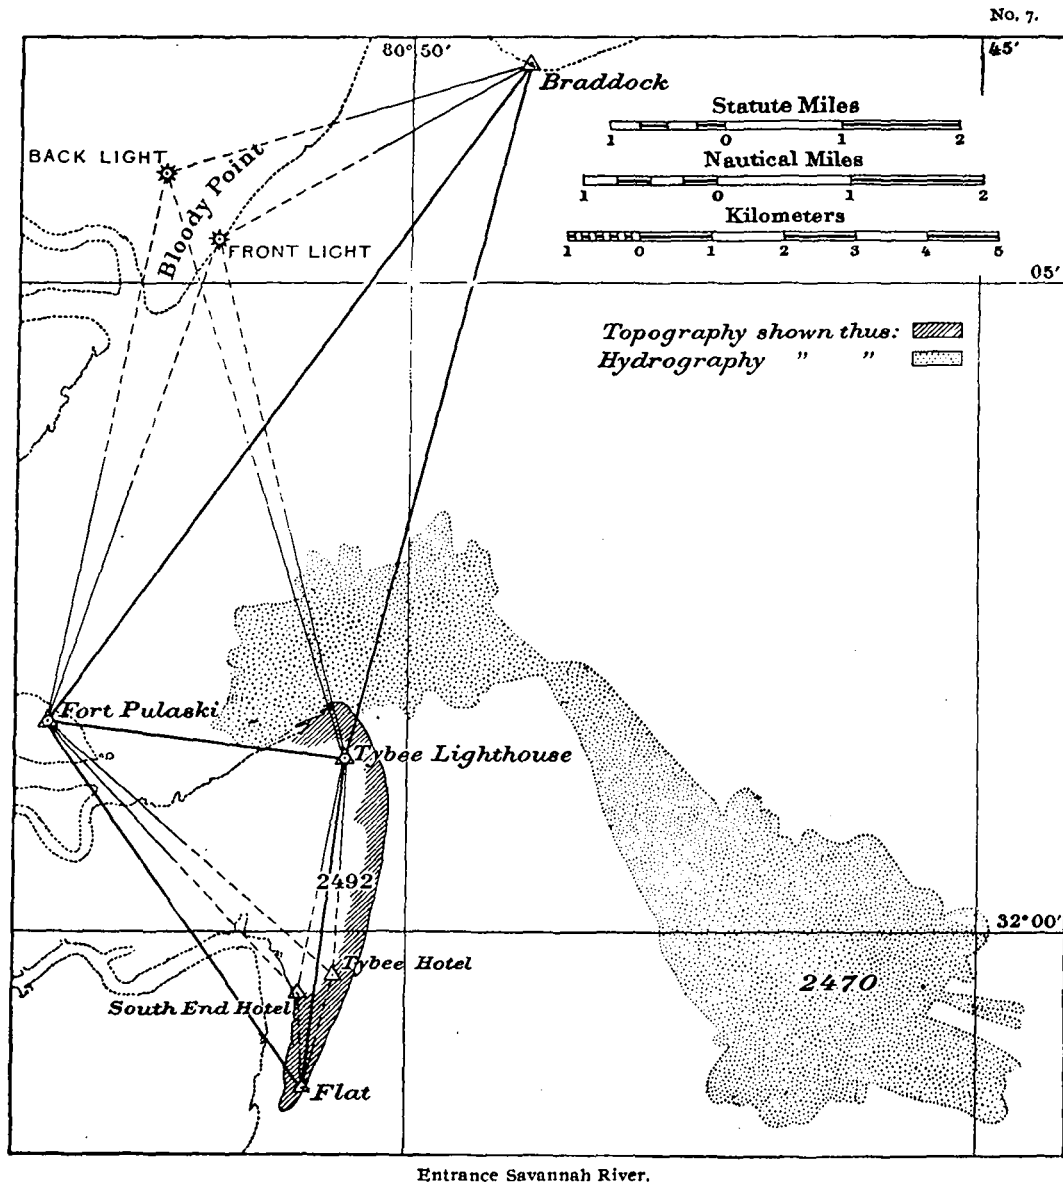 No. 7.
80° 50'
45'
Braddock
Statute Miles
1 0 1 2
BACK LIGHT
Bloody Point
Nautical Miles
1 0 1 2
Kilometers
1 0 1 2 3 4 5
FRONT LIGHT
05'
Topography shown thus:
Hydrography " "
Fort Pulaski
Tybee Lighthouse
2492
32° 00'
Tybee Hotel
2470
South End Hotel
Flat
Entrance Savannah River.